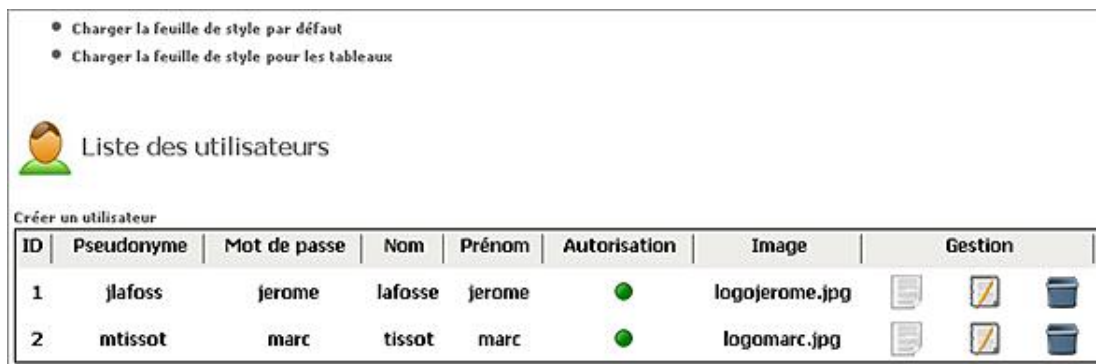 Charger la feuille de style par défaut
Charger la feuille de style pour les tableaux
Liste des utilisateurs
Créer un utilisateur
ID Pseudonyme Mot de passe Nom Prénom Autorisation Image Gestion
1 jlafoss jerome lafosse jerome logojerome.jpg
2 mtissot marc tissot marc logomarc.jpg